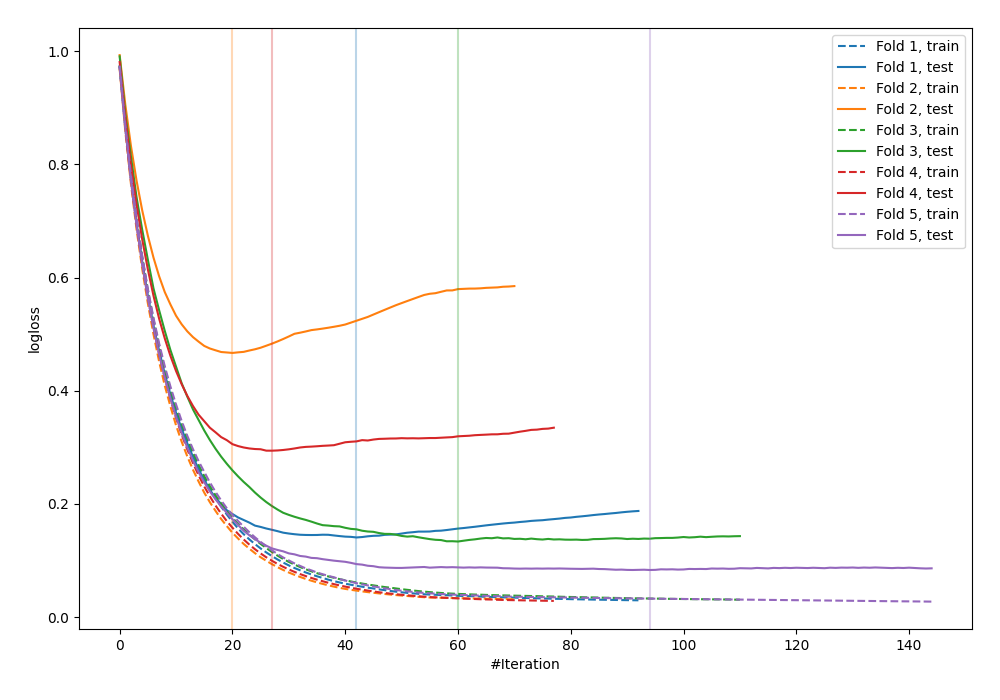 1.0
0.8
0.6
0.4
0.2
0.0
logloss
0
20
40
60
80
100
120
140
#Iteration
Fold 1, train
Fold 1, test
Fold 2, train
Fold 2, test
Fold 3, train
Fold 3, test
Fold 4, train
Fold 4, test
Fold 5, train
Fold 5, test